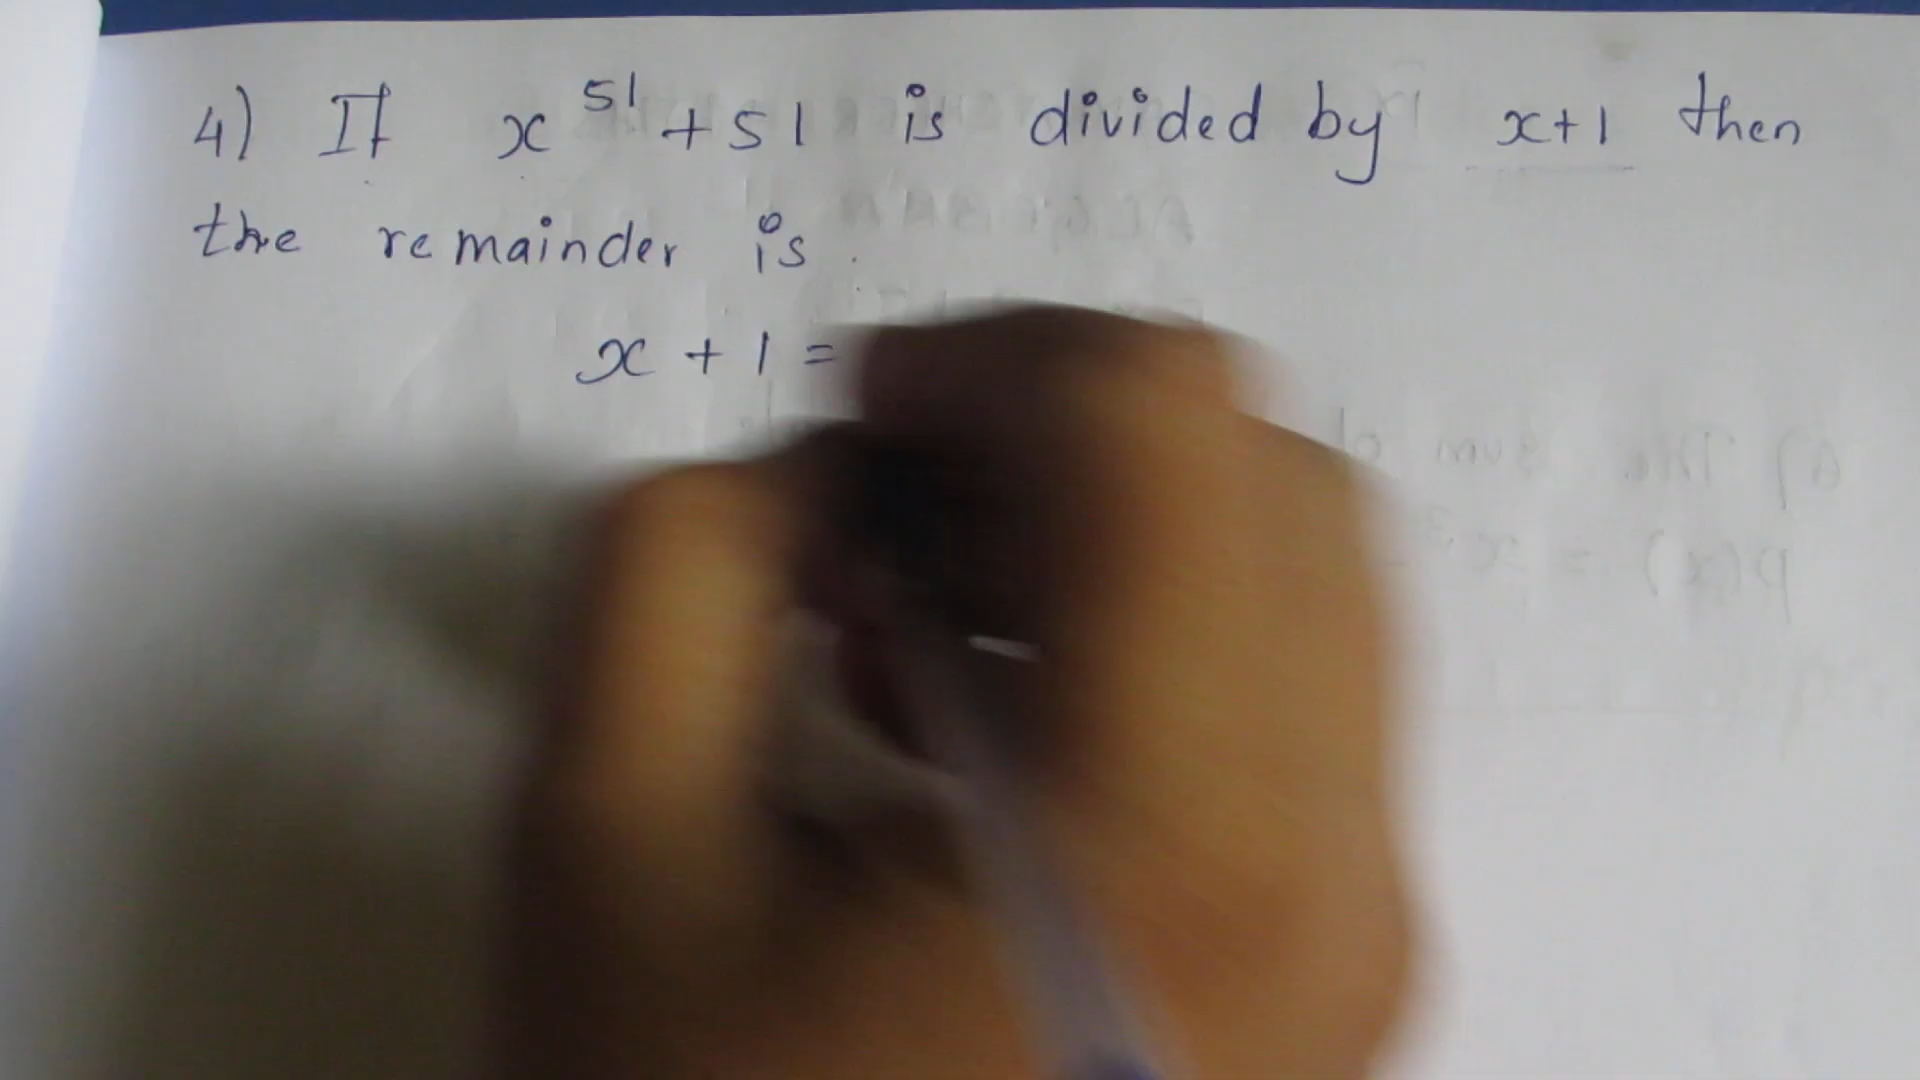 4) If x^51 + 51 is divided by x+1 then
the remainder is .
x + 1 =